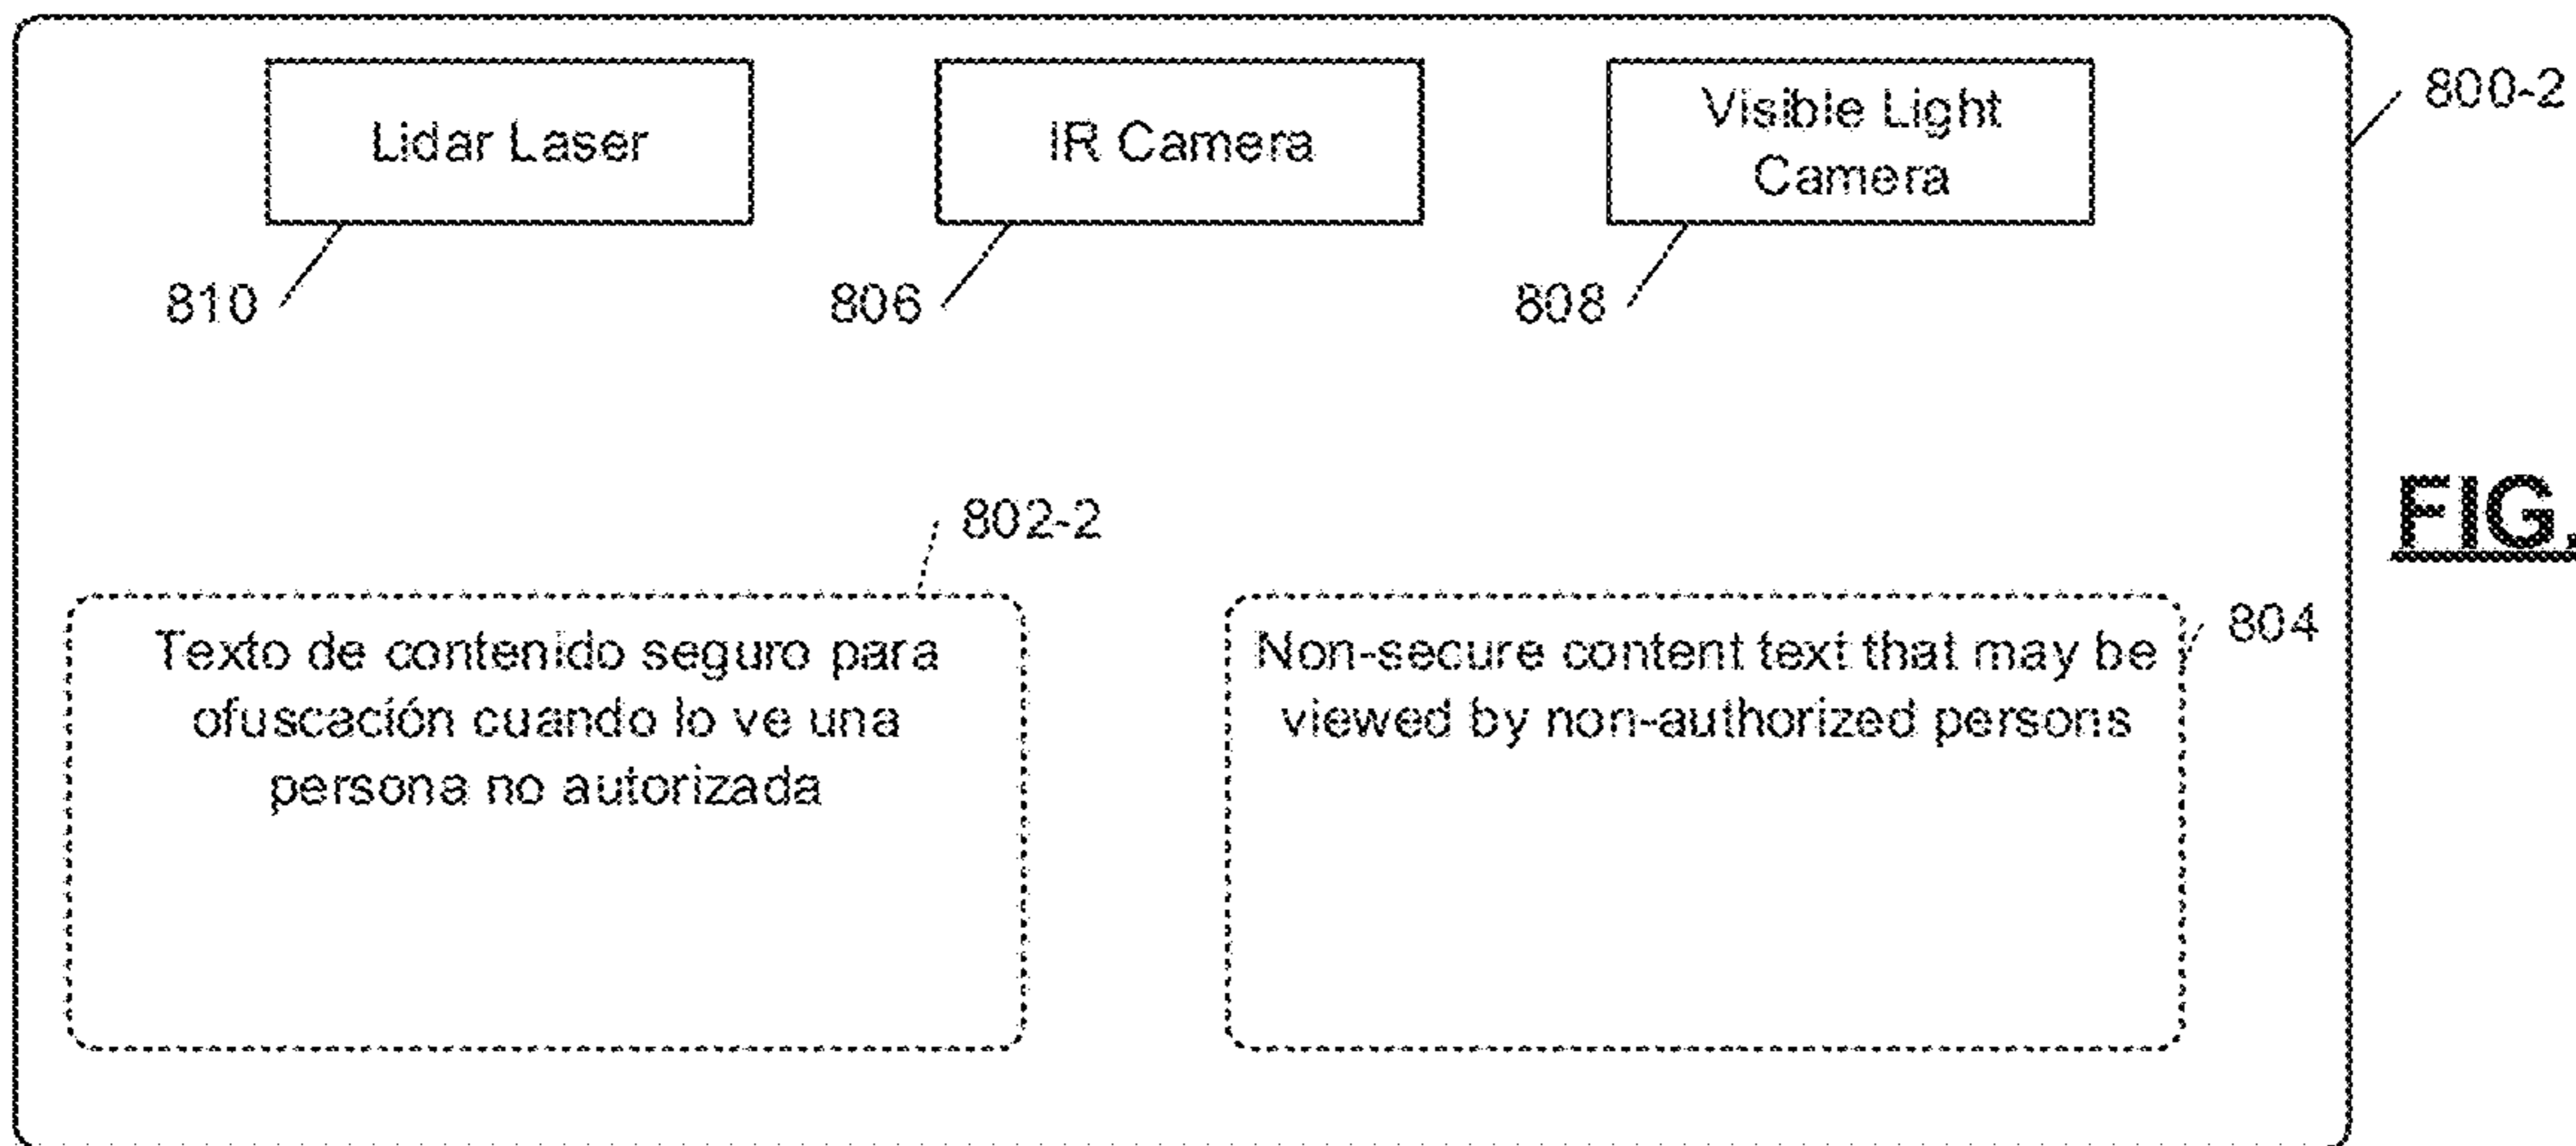 Lidar Laser
IR Camera
Visible Light
Camera
800-2
810
806
808
FIG.
802-2
Texto de contenido seguro para
ofuscación cuando lo ve una
persona no autorizada
Non-secure content text that may be
viewed by non-authorized persons
804